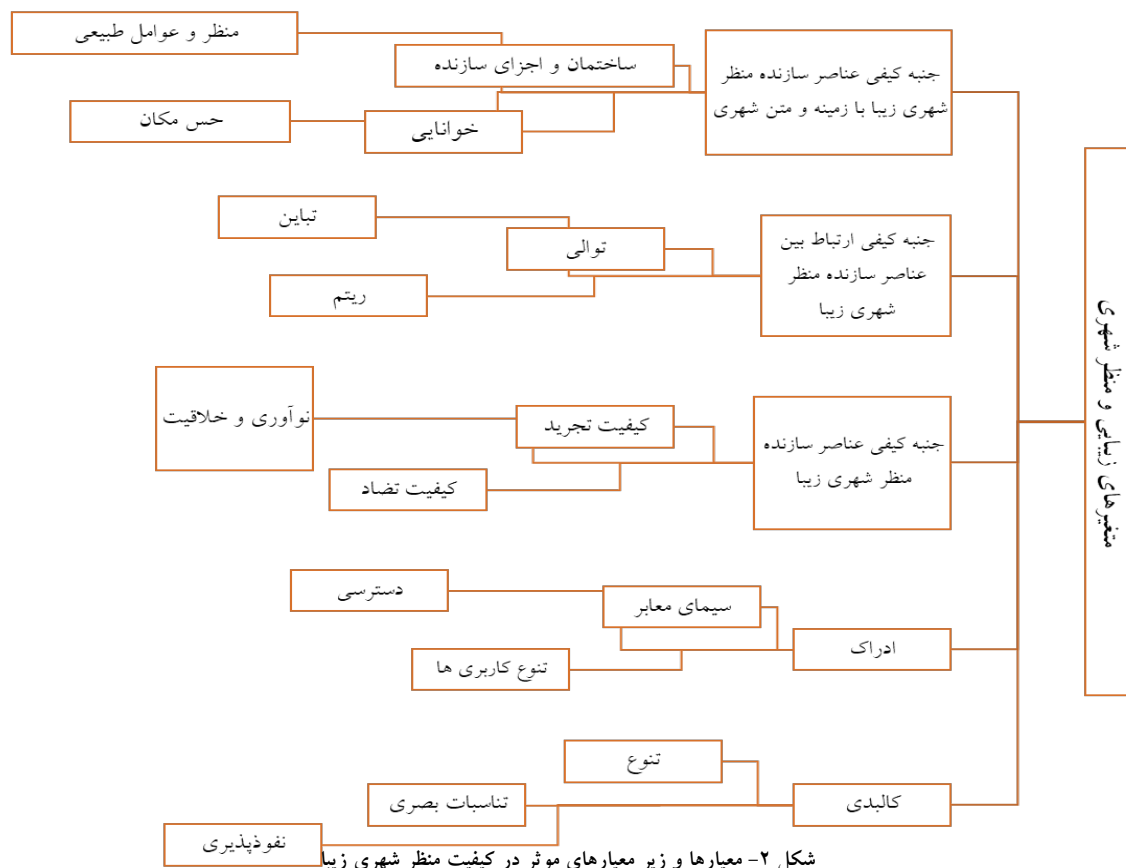 متغیرهای زیبایی و منظر شهری
جنبه کیفی عناصر سازنده منظر
شهری زیبا با زمینه و متن شهری
ساختمان و اجزای سازنده
منظر و عوامل طبیعی
خوانایی
حس مکان
جنبه کیفی ارتباط بین
عناصر سازنده منظر
شهری زیبا
توالی
تباین
ریتم
جنبه کیفی عناصر سازنده
منظر شهری زیبا
کیفیت تجرید
نوآوری و خلاقیت
کیفیت تضاد
ادراک
سیمای معابر
دسترسی
تنوع کاربری ها
کالبدی
تنوع
تناسبات بصری
نفوذپذیری
شکل ۲- معیارها و زیر معیارهای موثر در کیفیت منظر شهری زیبا